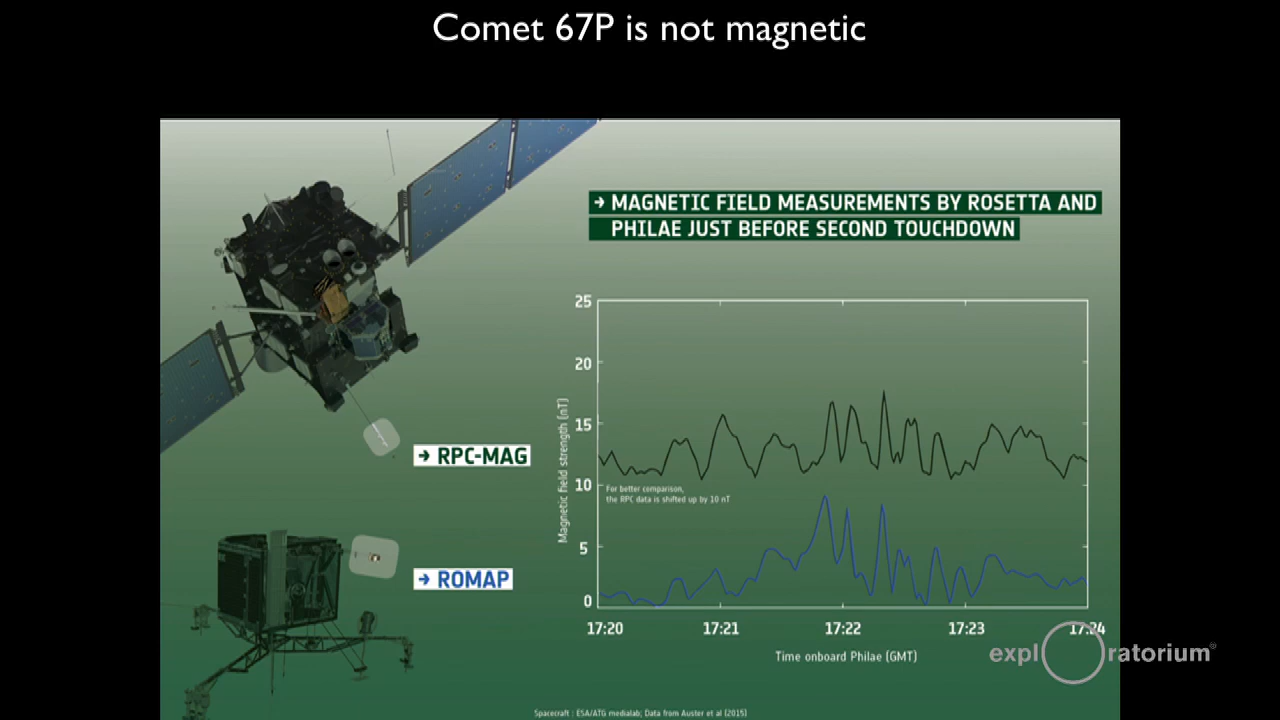 Comet 67P is not magnetic
→ MAGNETIC FIELD MEASUREMENTS BY ROSETTA AND
PHILAE JUST BEFORE SECOND TOUCHDOWN
→ RPC-MAG
→ ROMAP
Magnetic field strength (nT)
25
20
15
10
5
0
For better comparison,
the RPC data is shifted up by 10 nT
17:20 17:21 17:22 17:23 17:24
Time onboard Philae (GMT)
exploratorium®
Spacecraft : ESA/ATG medialab; Data from Auster et al (2015)